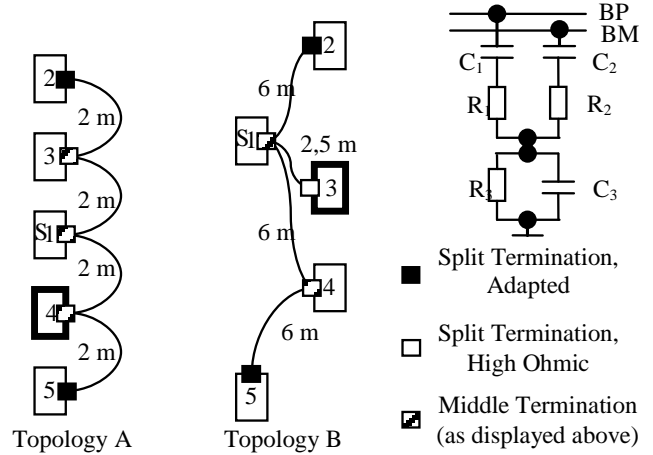 2
2 m
3
2 m
S1
2 m
4
2 m
5
Topology A
2
6 m
S1
2,5 m
3
6 m
4
6 m
5
Topology B
BP
BM
C1
C2
R1
R2
R3
C3
Split Termination,
Adapted
Split Termination,
High Ohmic
Middle Termination
(as displayed above)